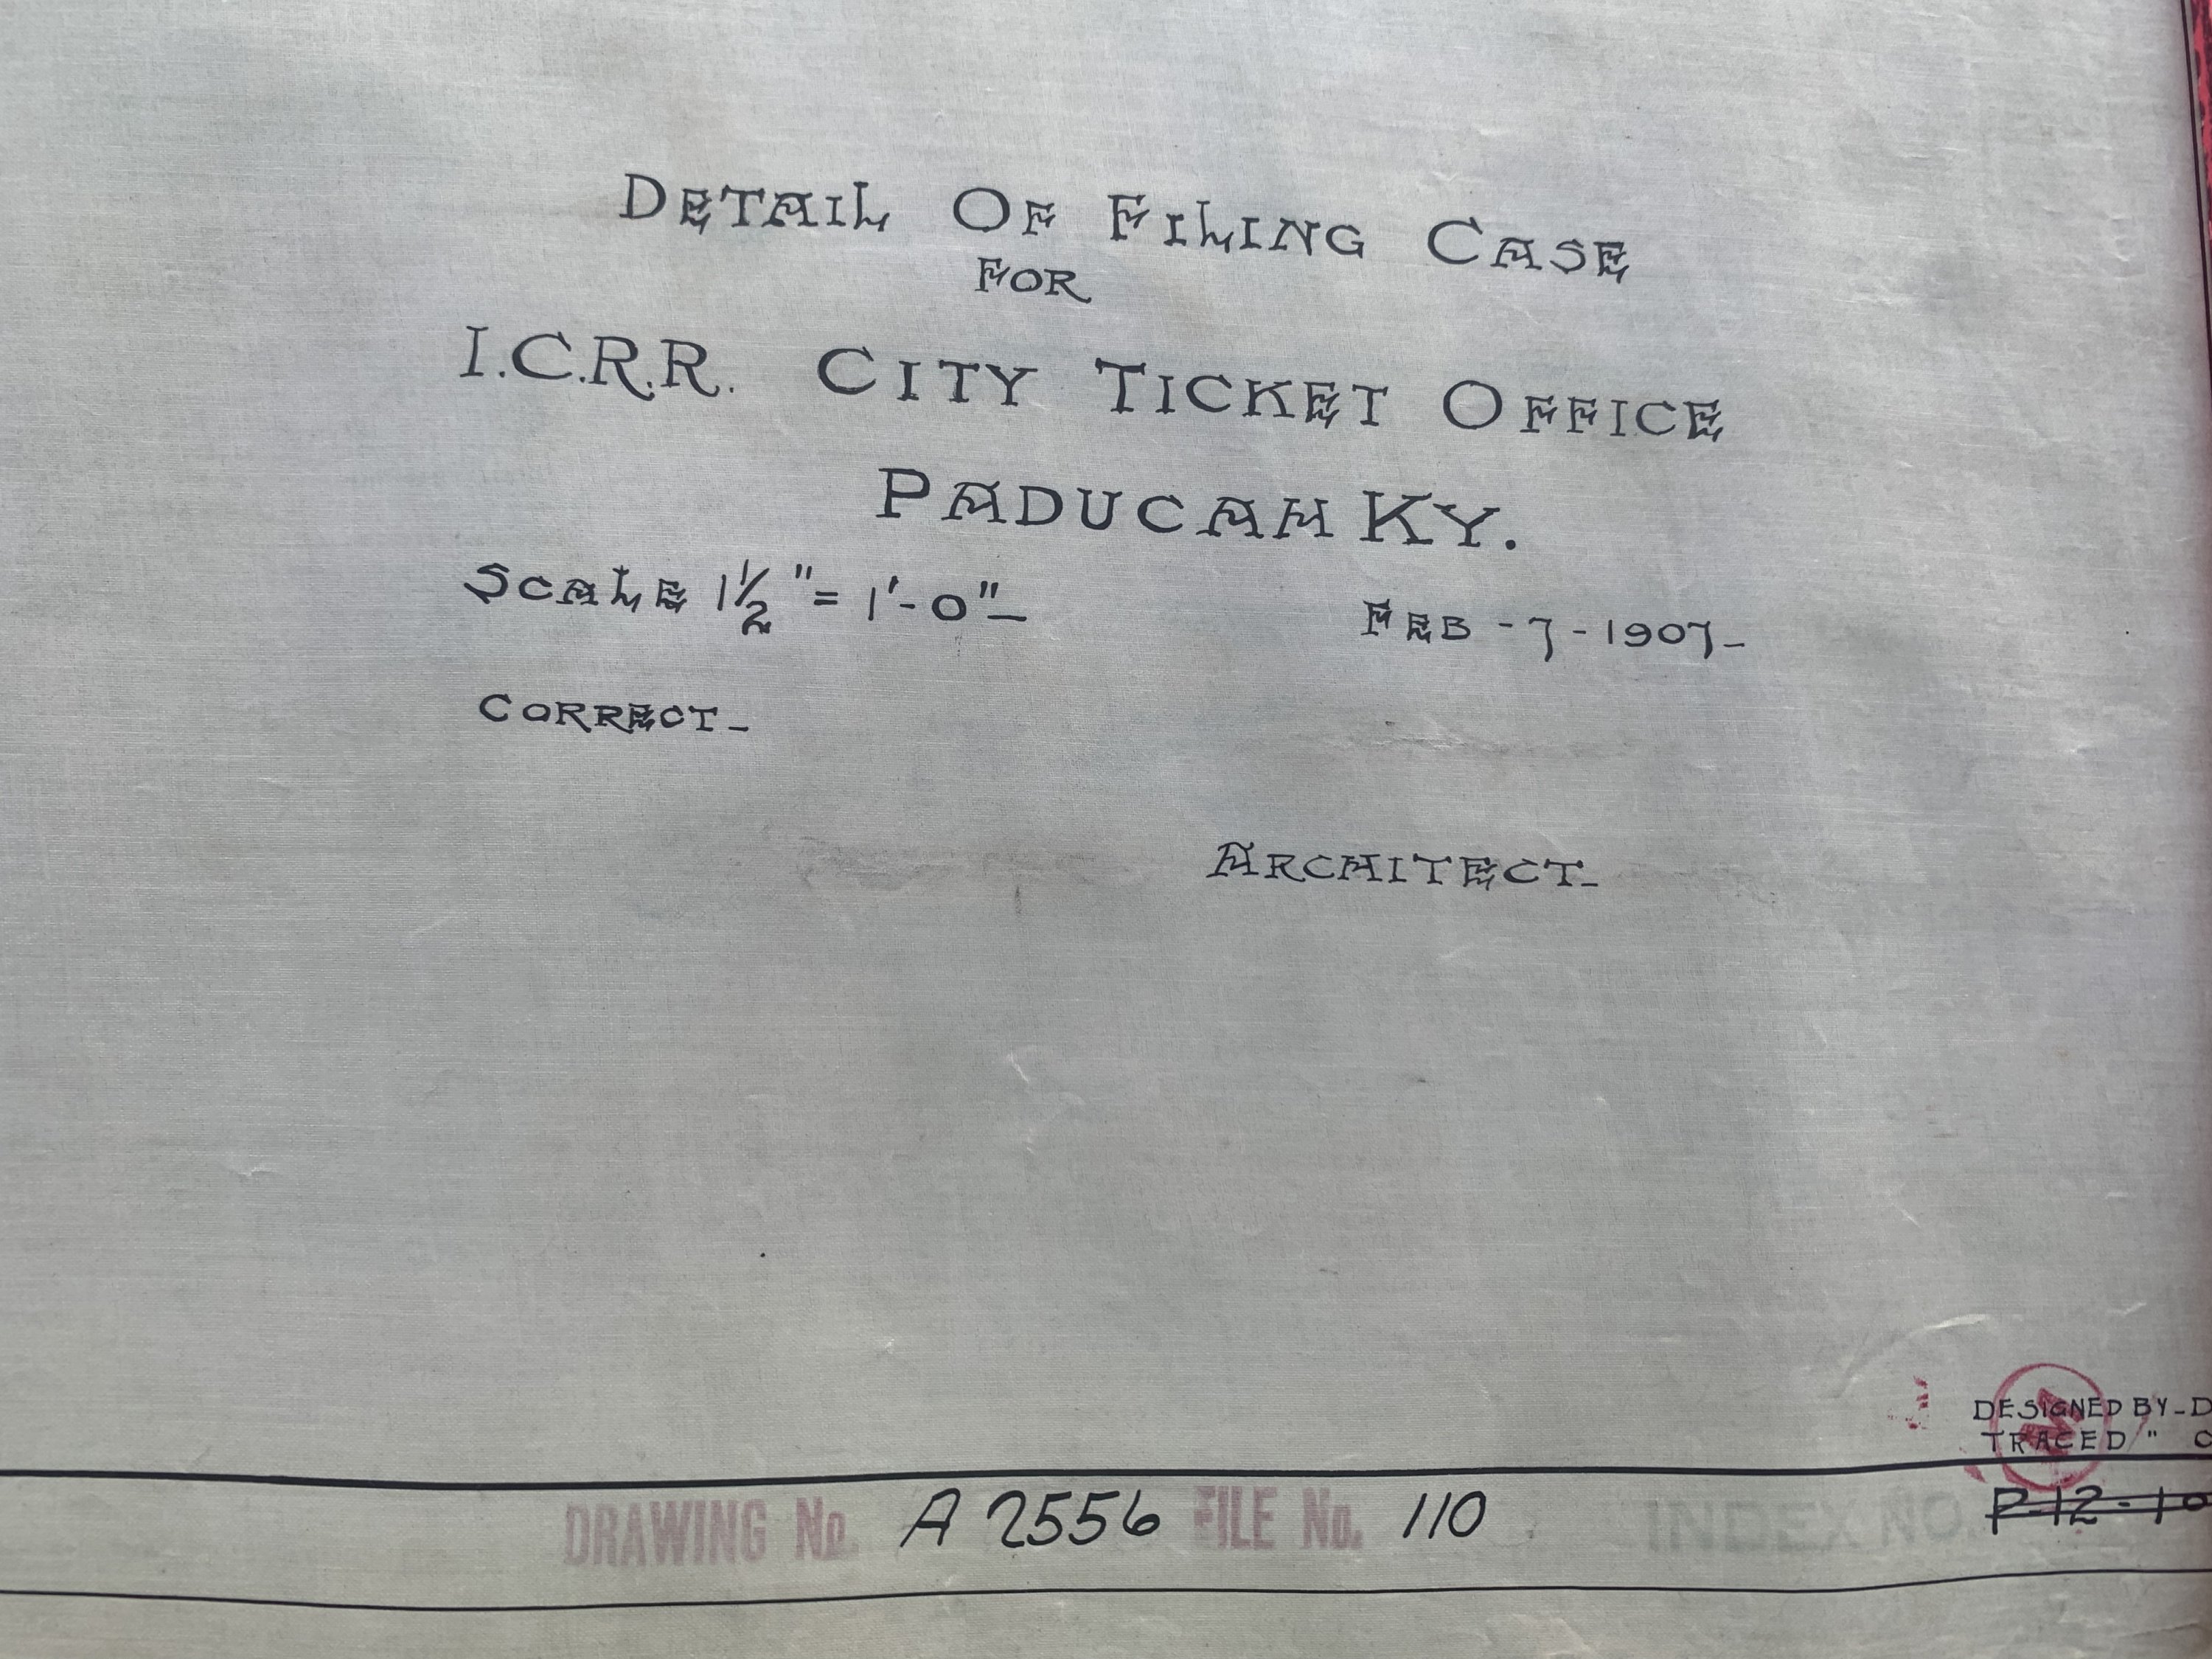 DETAIL OF FILING CASE
FOR
I.C.R.R. CITY TICKET OFFICE
PADUCAH KY.
SCALE 1½" = 1'-0"-
FEB -7-1907-
CORRECT-
ARCHITECT-
DESIGNED BY-D
TRACED " C
DRAWING No. A 2556 FILE No. 110 INDEX NO. P-12-10